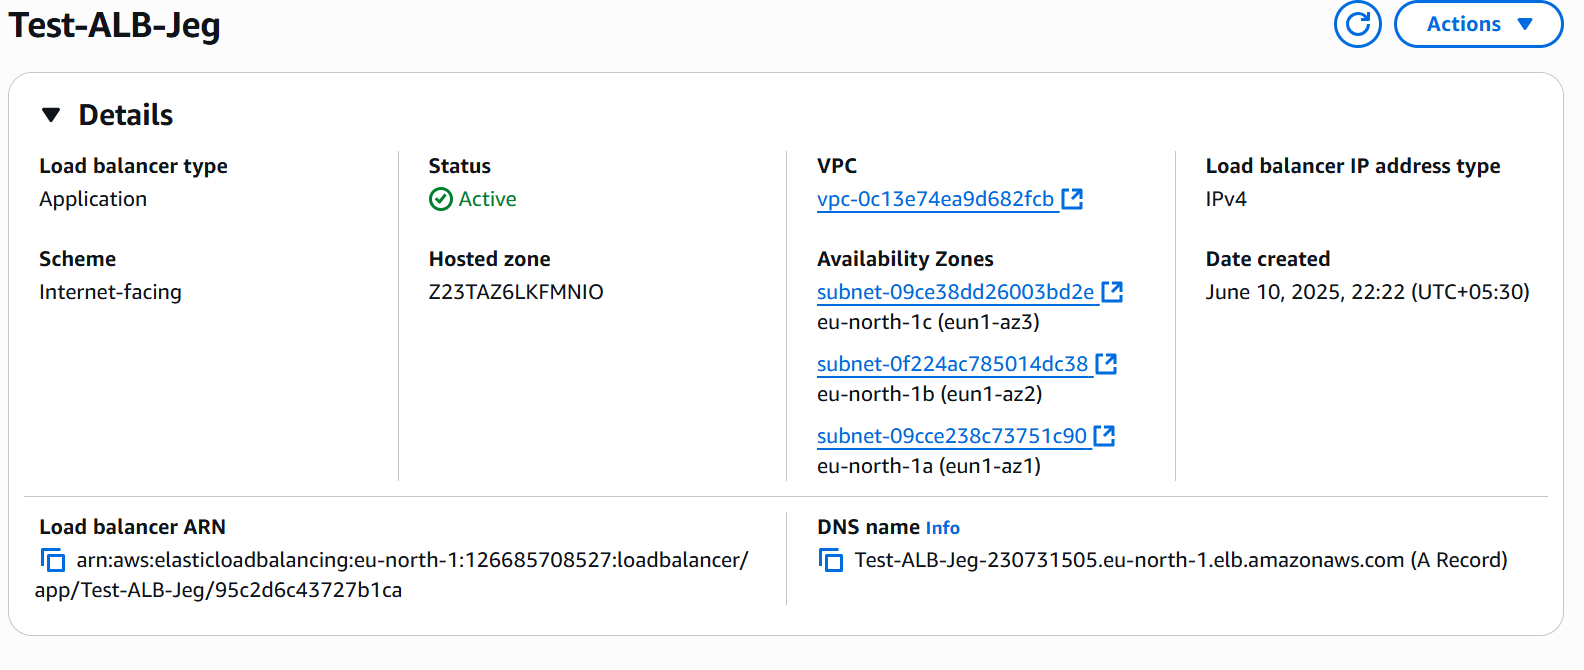 Test-ALB-Jeg
Actions
Details
Load balancer type
Application
Status
Active
VPC
vpc-0c13e74ea9d682fcb
Load balancer IP address type
IPv4
Scheme
Internet-facing
Hosted zone
Z23TAZ6LKFMNIO
Availability Zones
subnet-09ce38dd26003bd2e
eu-north-1c (eun1-az3)
subnet-0f224ac785014dc38
eu-north-1b (eun1-az2)
subnet-09cce238c73751c90
eu-north-1a (eun1-az1)
Date created
June 10, 2025, 22:22 (UTC+05:30)
Load balancer ARN
arn:aws:elasticloadbalancing:eu-north-1:126685708527:loadbalancer/
app/Test-ALB-Jeg/95c2d6c43727b1ca
DNS name Info
Test-ALB-Jeg-230731505.eu-north-1.elb.amazonaws.com (A Record)